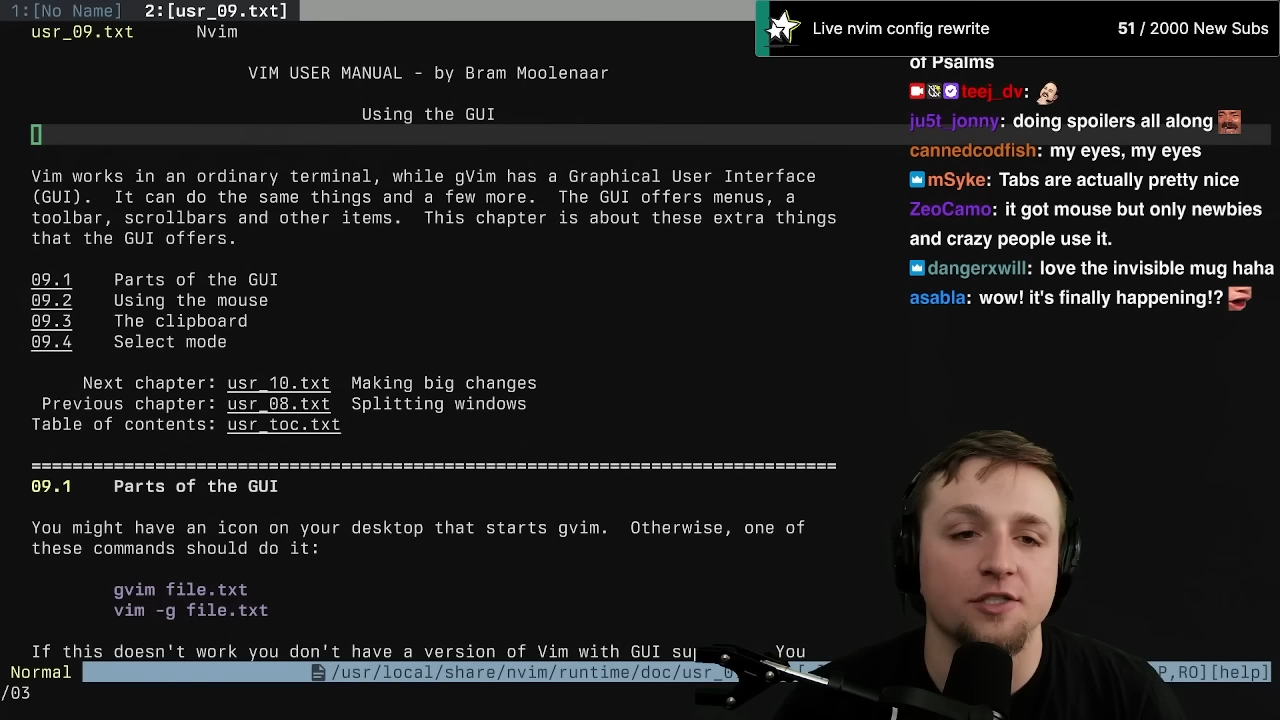 1:[No Name]  2:[usr_09.txt]
usr_09.txt      Nvim
VIM USER MANUAL - by Bram Moolenaar
Using the GUI
Vim works in an ordinary terminal, while gVim has a Graphical User Interface
(GUI).  It can do the same things and a few more.  The GUI offers menus, a
toolbar, scrollbars and other items.  This chapter is about these extra things
that the GUI offers.
09.1    Parts of the GUI
09.2    Using the mouse
09.3    The clipboard
09.4    Select mode
Next chapter: usr_10.txt  Making big changes
Previous chapter: usr_08.txt  Splitting windows
Table of contents: usr_toc.txt
==============================================================================
09.1    Parts of the GUI
You might have an icon on your desktop that starts gvim.  Otherwise, one of
these commands should do it:
gvim file.txt
vim -g file.txt
If this doesn't work you don't have a version of Vim with GUI su You
Normal /usr/local/share/nvim/runtime/doc/usr_0 P,RO][help]
/03
Live nvim config rewrite 51 / 2000 New Subs
of Psalms
teej_dv:
ju5t_jonny: doing spoilers all along
cannedcodfish: my eyes, my eyes
mSyke: Tabs are actually pretty nice
ZeoCamo: it got mouse but only newbies
and crazy people use it.
dangerxwill: love the invisible mug haha
asabla: wow! it's finally happening!?